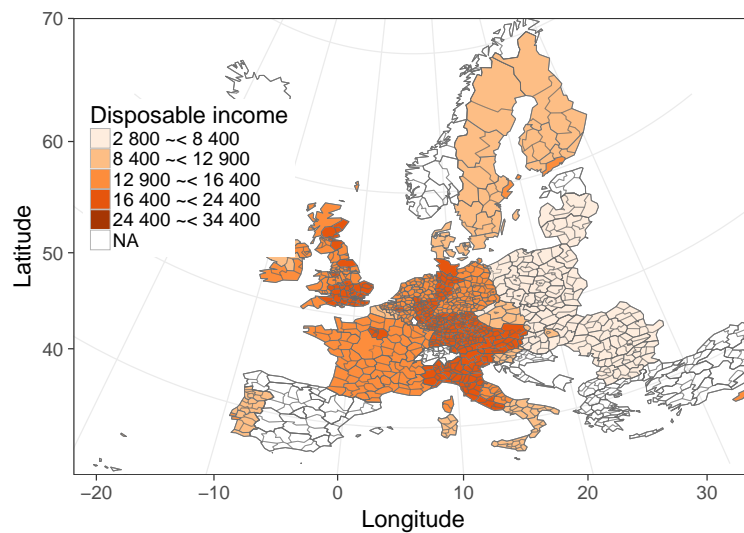 70
60
50
40
Latitude
Disposable income
2 800 ~< 8 400
8 400 ~< 12 900
12 900 ~< 16 400
16 400 ~< 24 400
24 400 ~< 34 400
NA
−20
−10
0
10
20
30
Longitude